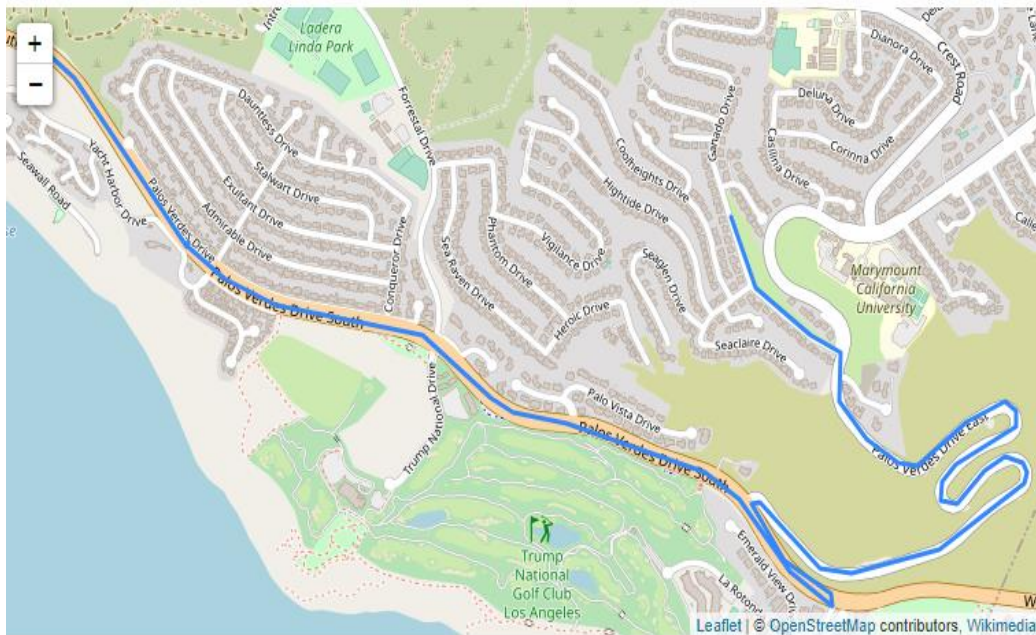 +
−
Ladera
Linda Park
Forrestal Drive
Dauntless Drive
Stalwart Drive
Exultant Drive
Admirable Drive
Conqueror Drive
Yacht Harbor Drive
Seawall Road
Palos Verdes Drive
Palos Verdes Drive South
Sea Raven Drive
Phantom Drive
Vigilance Drive
Heroic Drive
Coolheights Drive
Hightide Drive
Ganado Drive
Casilina Drive
Deluna Drive
Dianora Drive
Corinna Drive
Crest Road
Seaglen Drive
Seaclaire Drive
Marymount
California
University
Palo Vista Drive
Palos Verdes Drive South
Palos Verdes Drive East
Trump National Drive
Trump
National
Golf Club
Los Angeles
Emerald View Driv
La Rotond
Leaflet | © OpenStreetMap contributors, Wikimedia